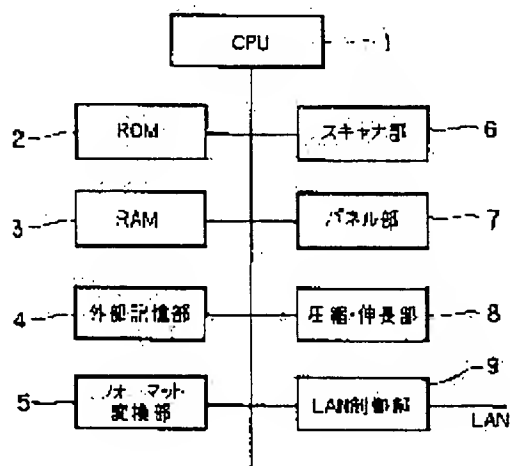 CPU 1
2 ROM スキャナ部 6
3 RAM パネル部 7
4 外部記憶部 圧縮・伸長部 8
5 フォーマット・
変換部
LAN制御部 9
LAN